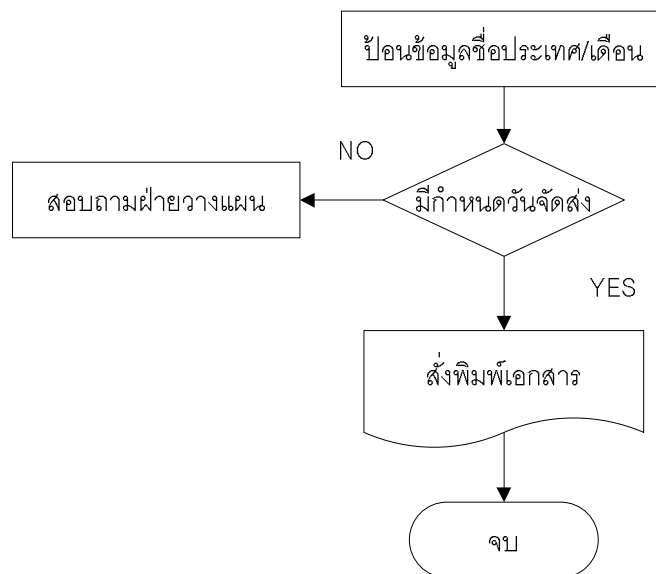 ป้อนข้อมูลชื่อประเทศ/เดือน
NO
สอบถามฝ่ายวางแผน
มีกำหนดวันจัดส่ง
YES
สั่งพิมพ์เอกสาร
จบ